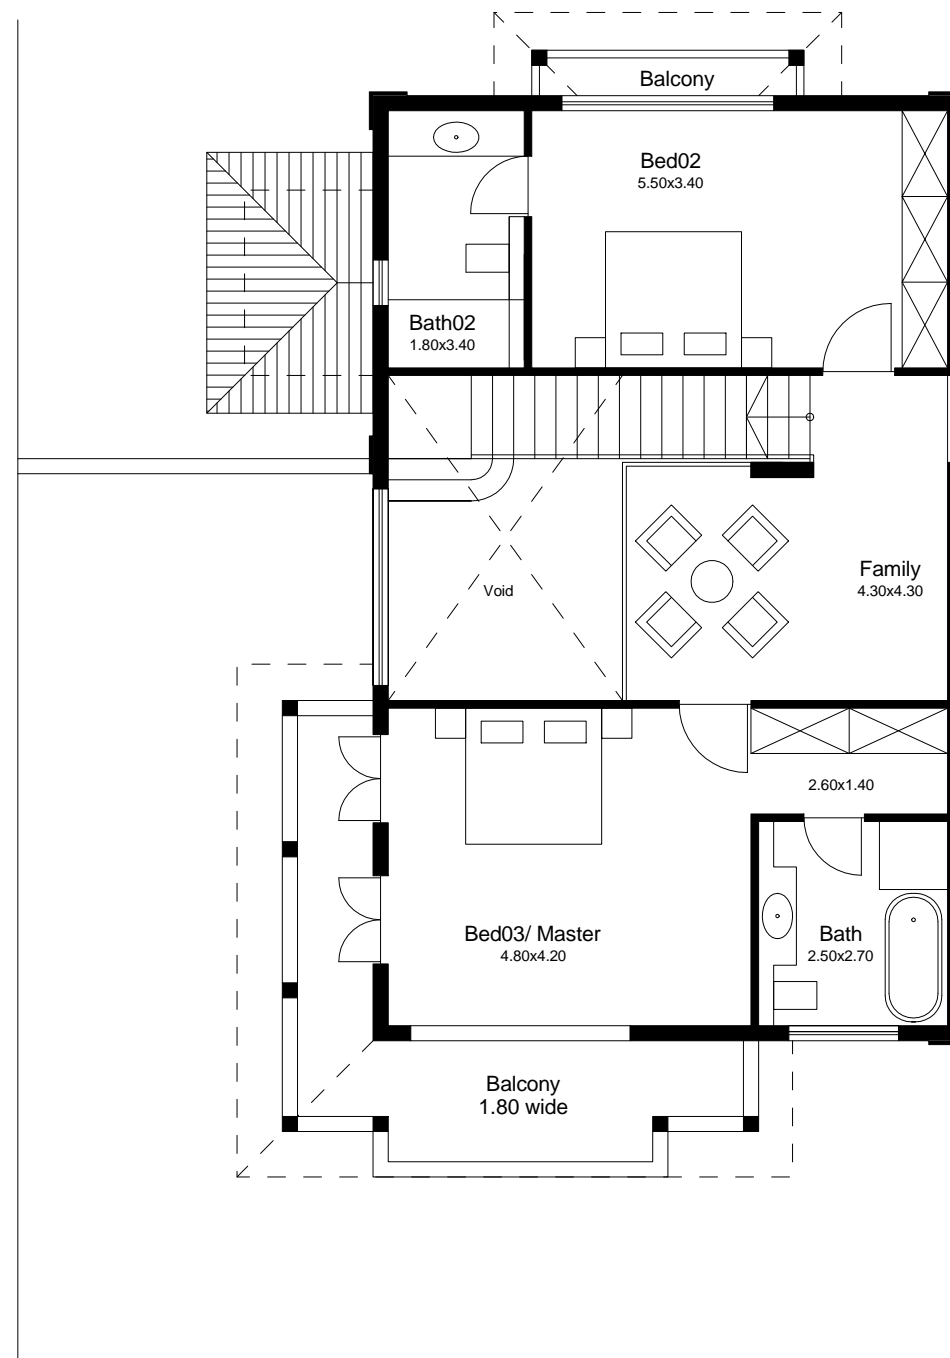 Balcony
Bed02
5.50x3.40
Bath02
1.80x3.40
Family
4.30x4.30
Void
2.60x1.40
Bed03/ Master
4.80x4.20
Bath
2.50x2.70
Balcony
1.80 wide